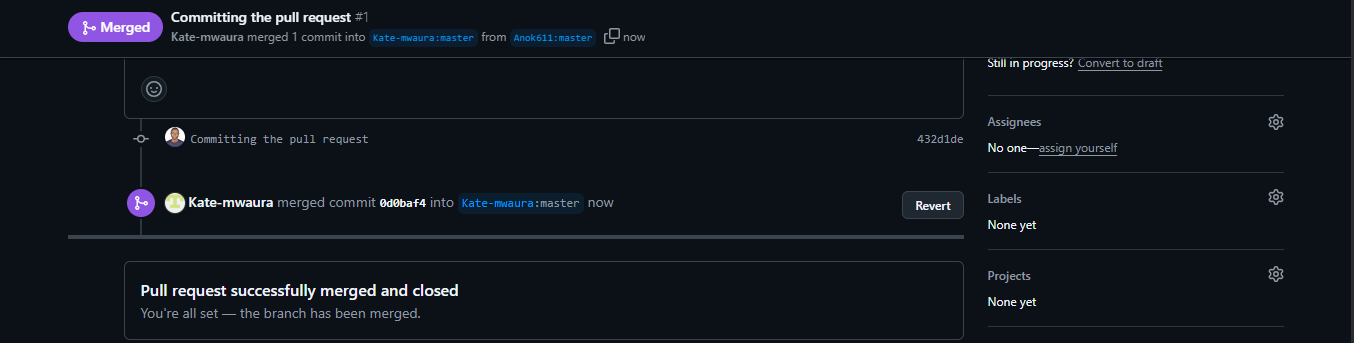 Merged
Committing the pull request #1
Kate-mwaura merged 1 commit into Kate-mwaura:master from Anok611:master now
Still in progress? Convert to draft
Committing the pull request 432d1de
Kate-mwaura merged commit 0d0baf4 into Kate-mwaura:master now
Revert
Pull request successfully merged and closed
You're all set — the branch has been merged.
Assignees
No one—assign yourself
Labels
None yet
Projects
None yet